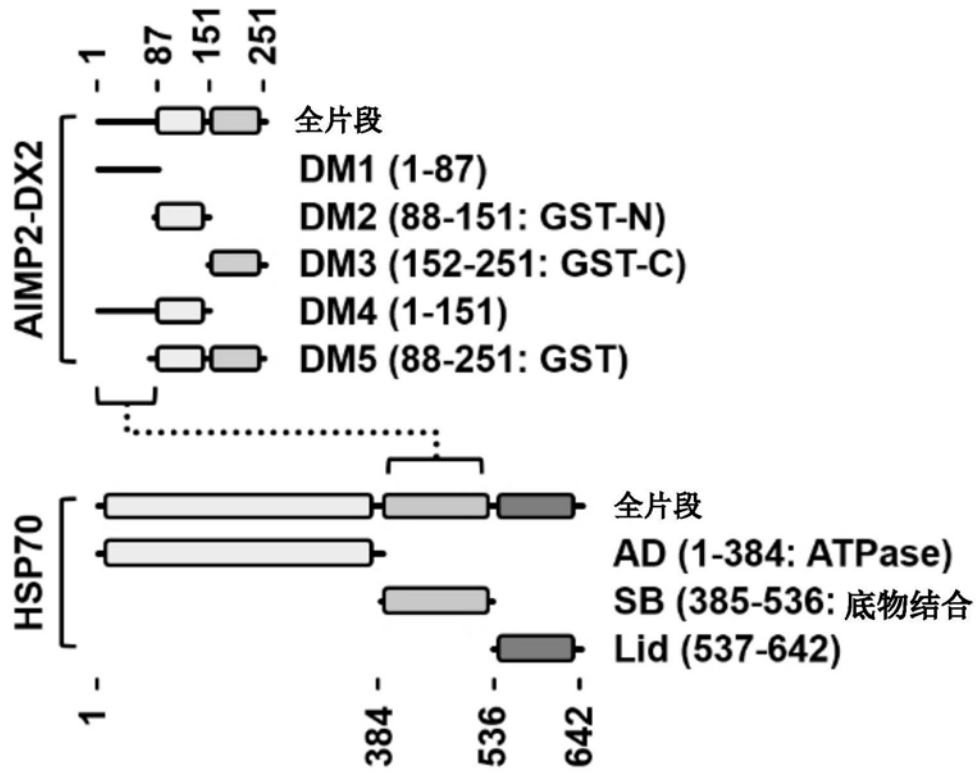 1 87 151 251
AIMP2-DX2
全片段
DM1 (1-87)
DM2 (88-151: GST-N)
DM3 (152-251: GST-C)
DM4 (1-151)
DM5 (88-251: GST)
HSP70
全片段
AD (1-384: ATPase)
SB (385-536: 底物结合
Lid (537-642)
1 384 536 642